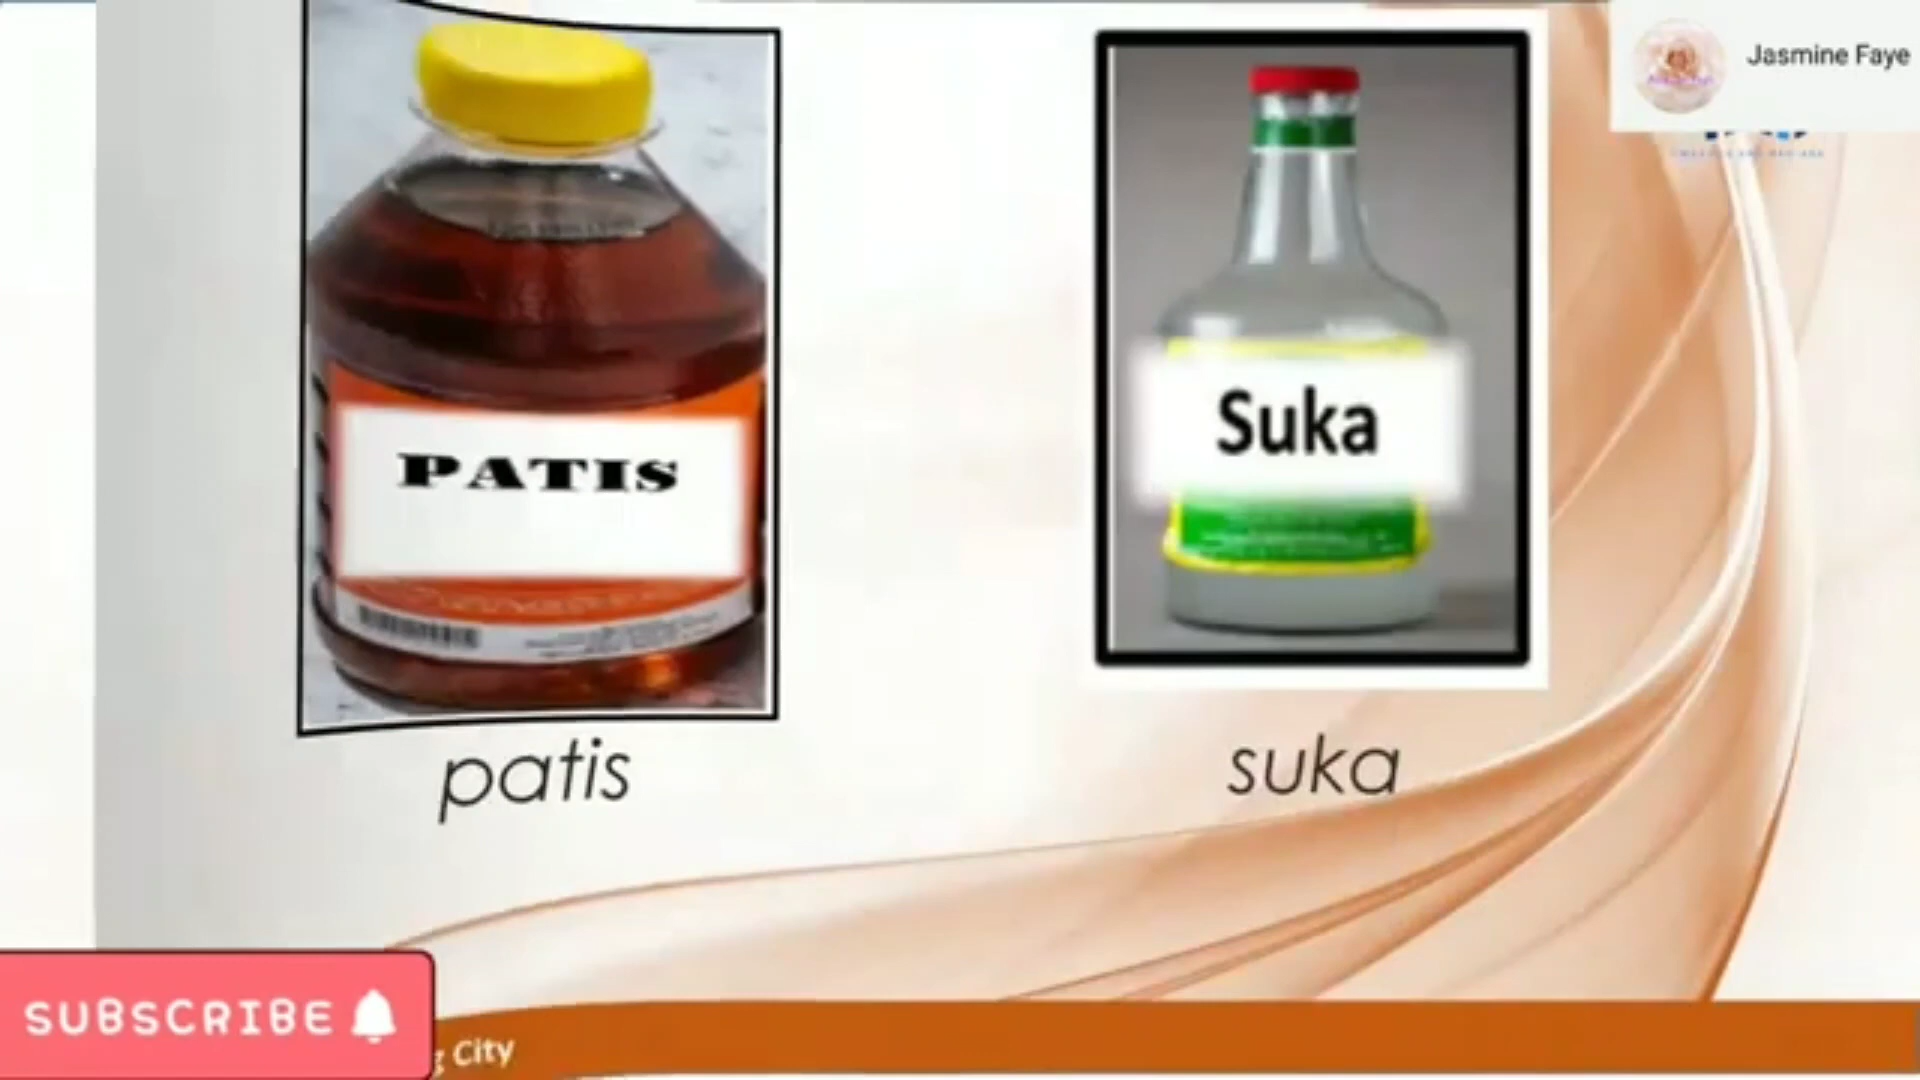 Jasmine Faye
PATIS
Suka
patis
suka
SUBSCRIBE
City